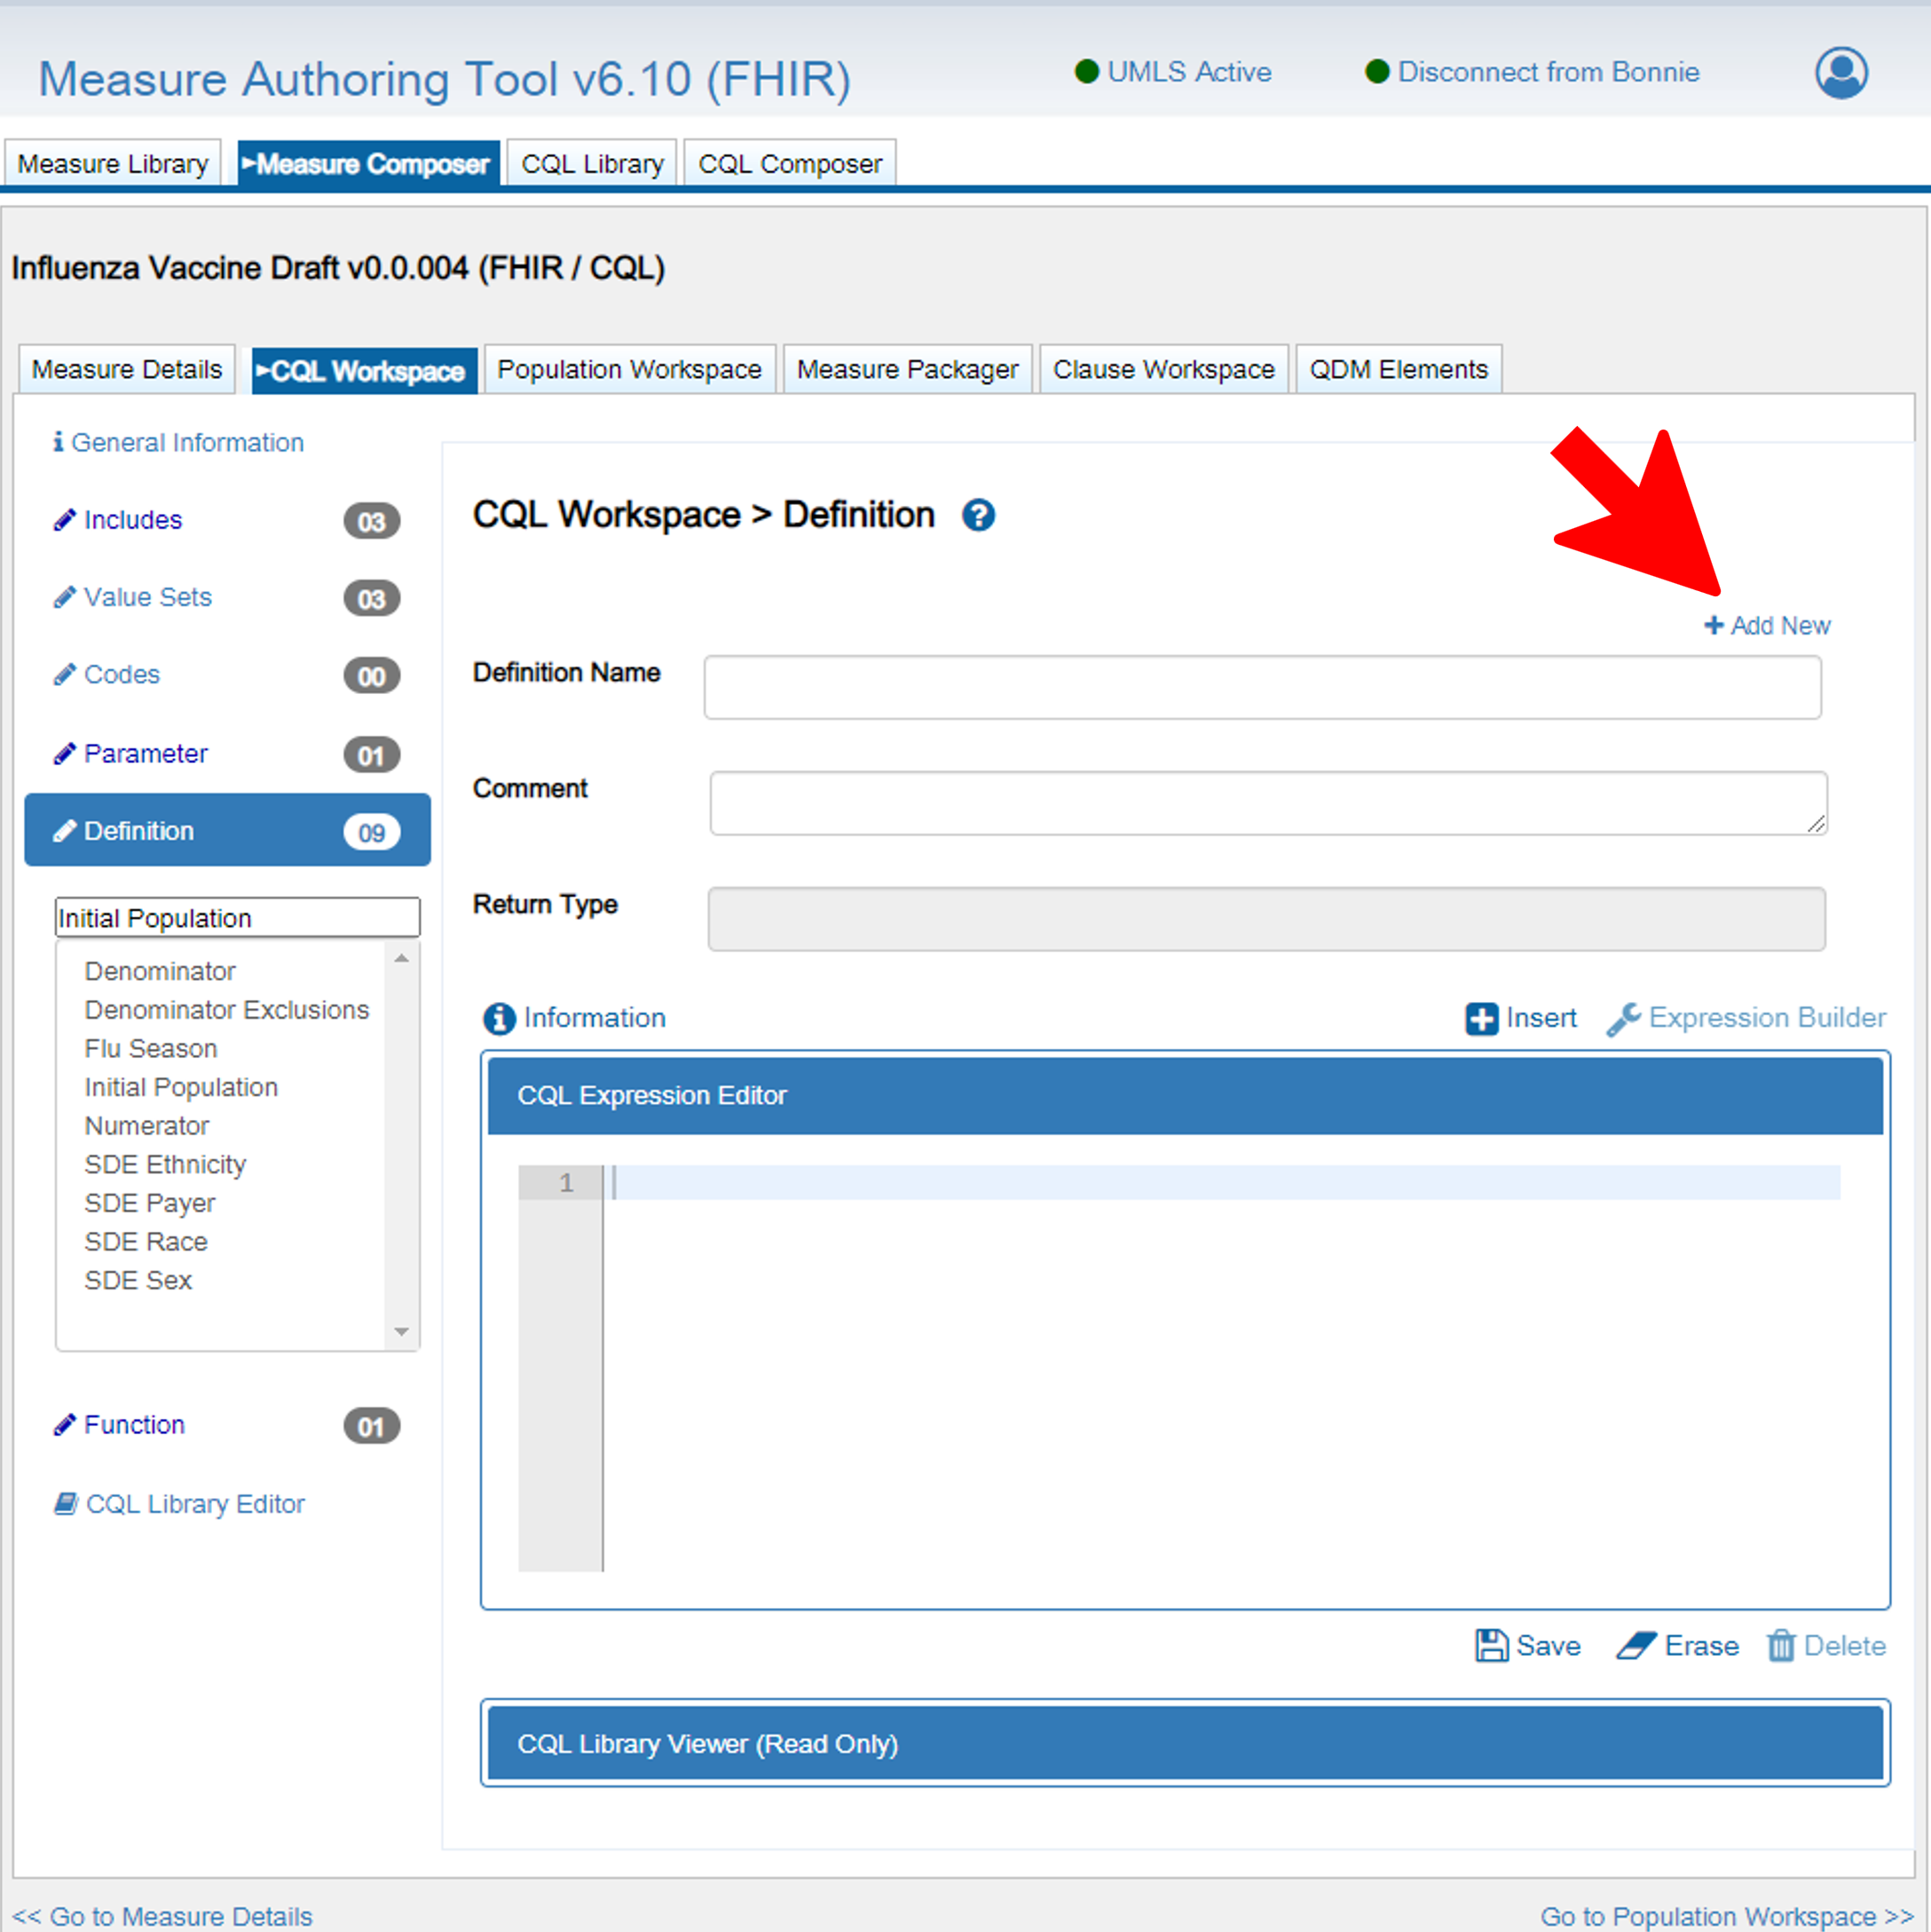 Measure Authoring Tool v6.10 (FHIR)
UMLS Active
Disconnect from Bonnie
Measure Library
Measure Composer
CQL Library
CQL Composer
Influenza Vaccine Draft v0.0.004 (FHIR / CQL)
Measure Details
CQL Workspace
Population Workspace
Measure Packager
Clause Workspace
QDM Elements
General Information
Includes 03
Value Sets 03
Codes 00
Parameter 01
Definition 09
Initial Population
Denominator
Denominator Exclusions
Flu Season
Initial Population
Numerator
SDE Ethnicity
SDE Payer
SDE Race
SDE Sex
Function 01
CQL Library Editor
CQL Workspace > Definition ?
+ Add New
Definition Name
Comment
Return Type
Information
Insert
Expression Builder
CQL Expression Editor
1
Save
Erase
Delete
CQL Library Viewer (Read Only)
<< Go to Measure Details
Go to Population Workspace >>